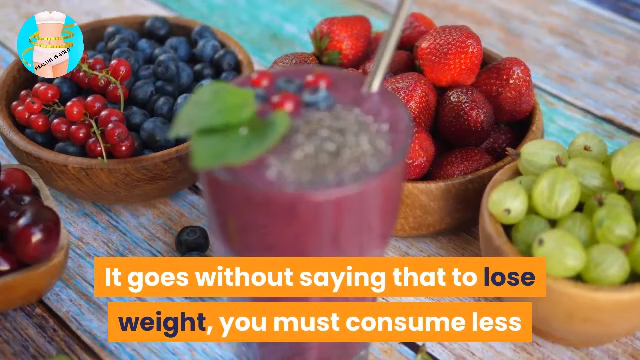 It goes without saying that to lose
weight, you must consume less